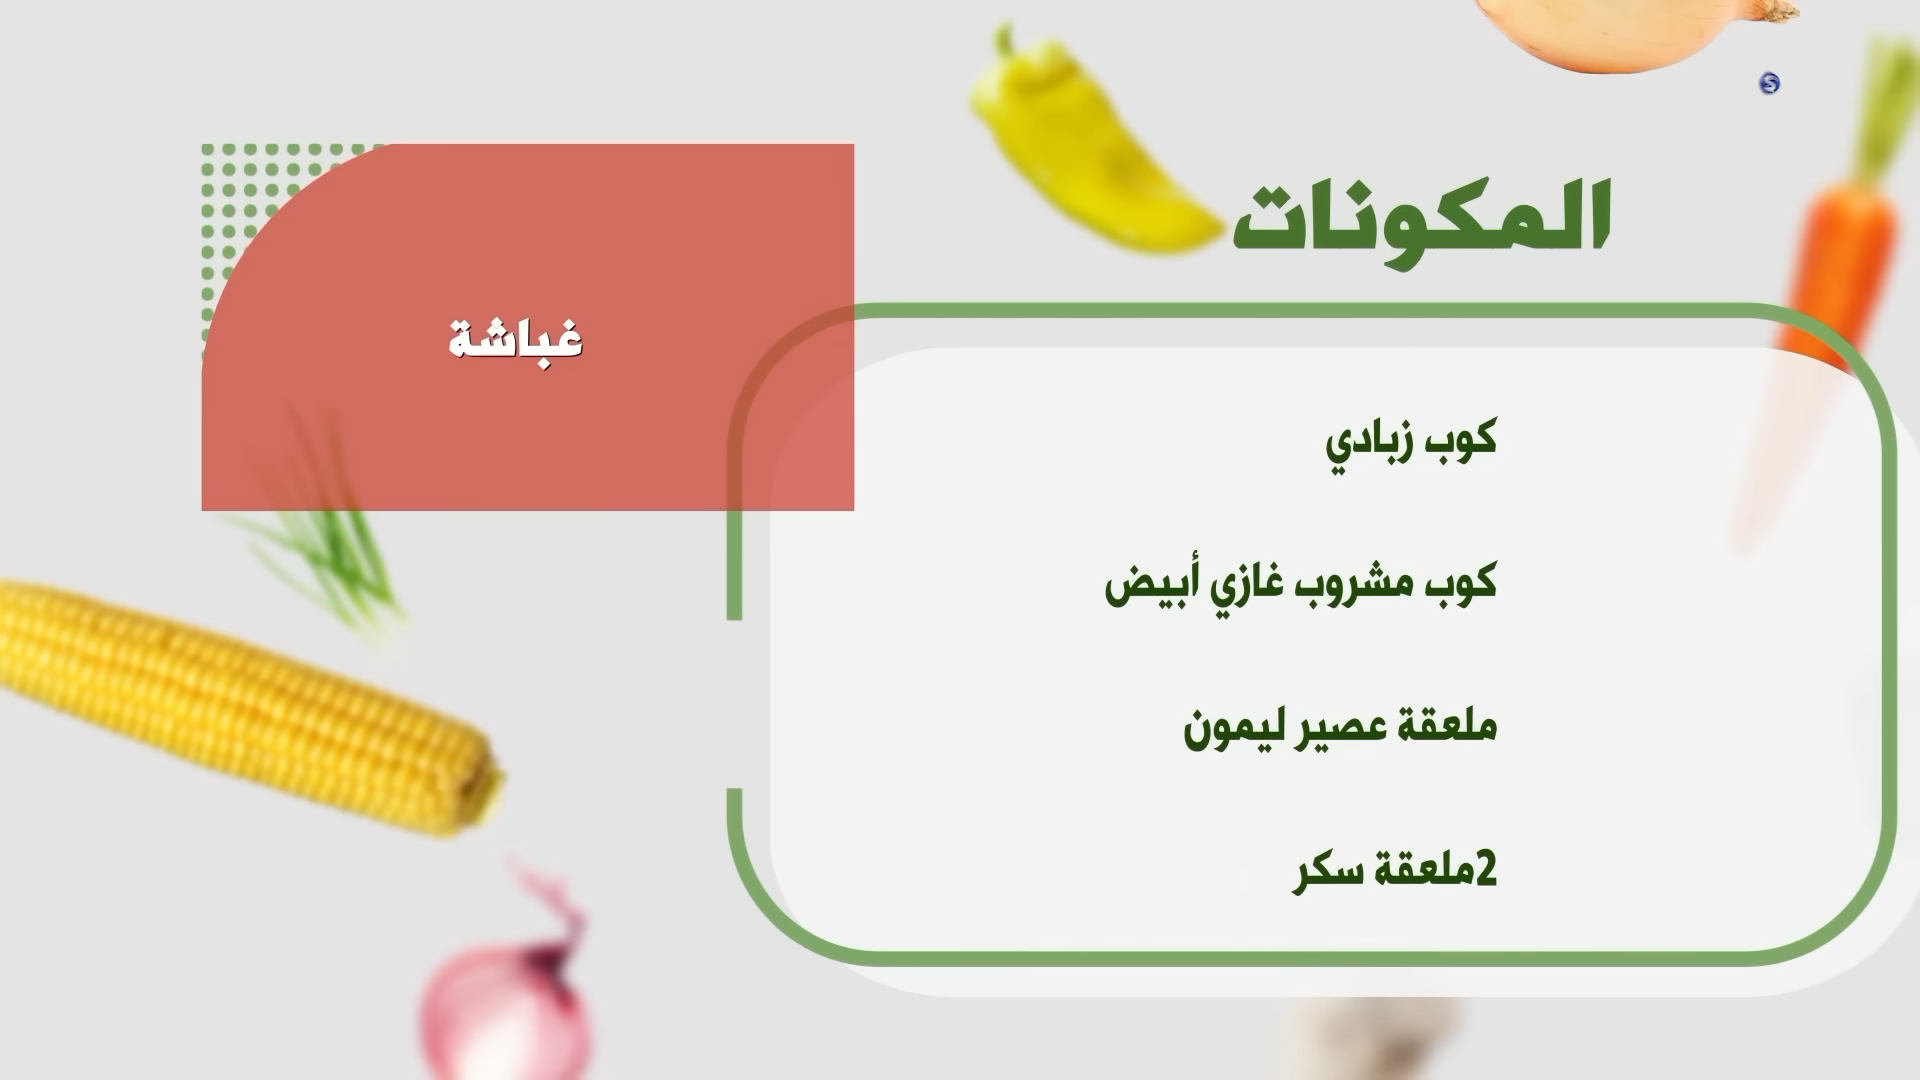 المكونات
غباشة
كوب زبادي
كوب مشروب غازي أبيض
ملعقة عصير ليمون
2ملعقة سكر